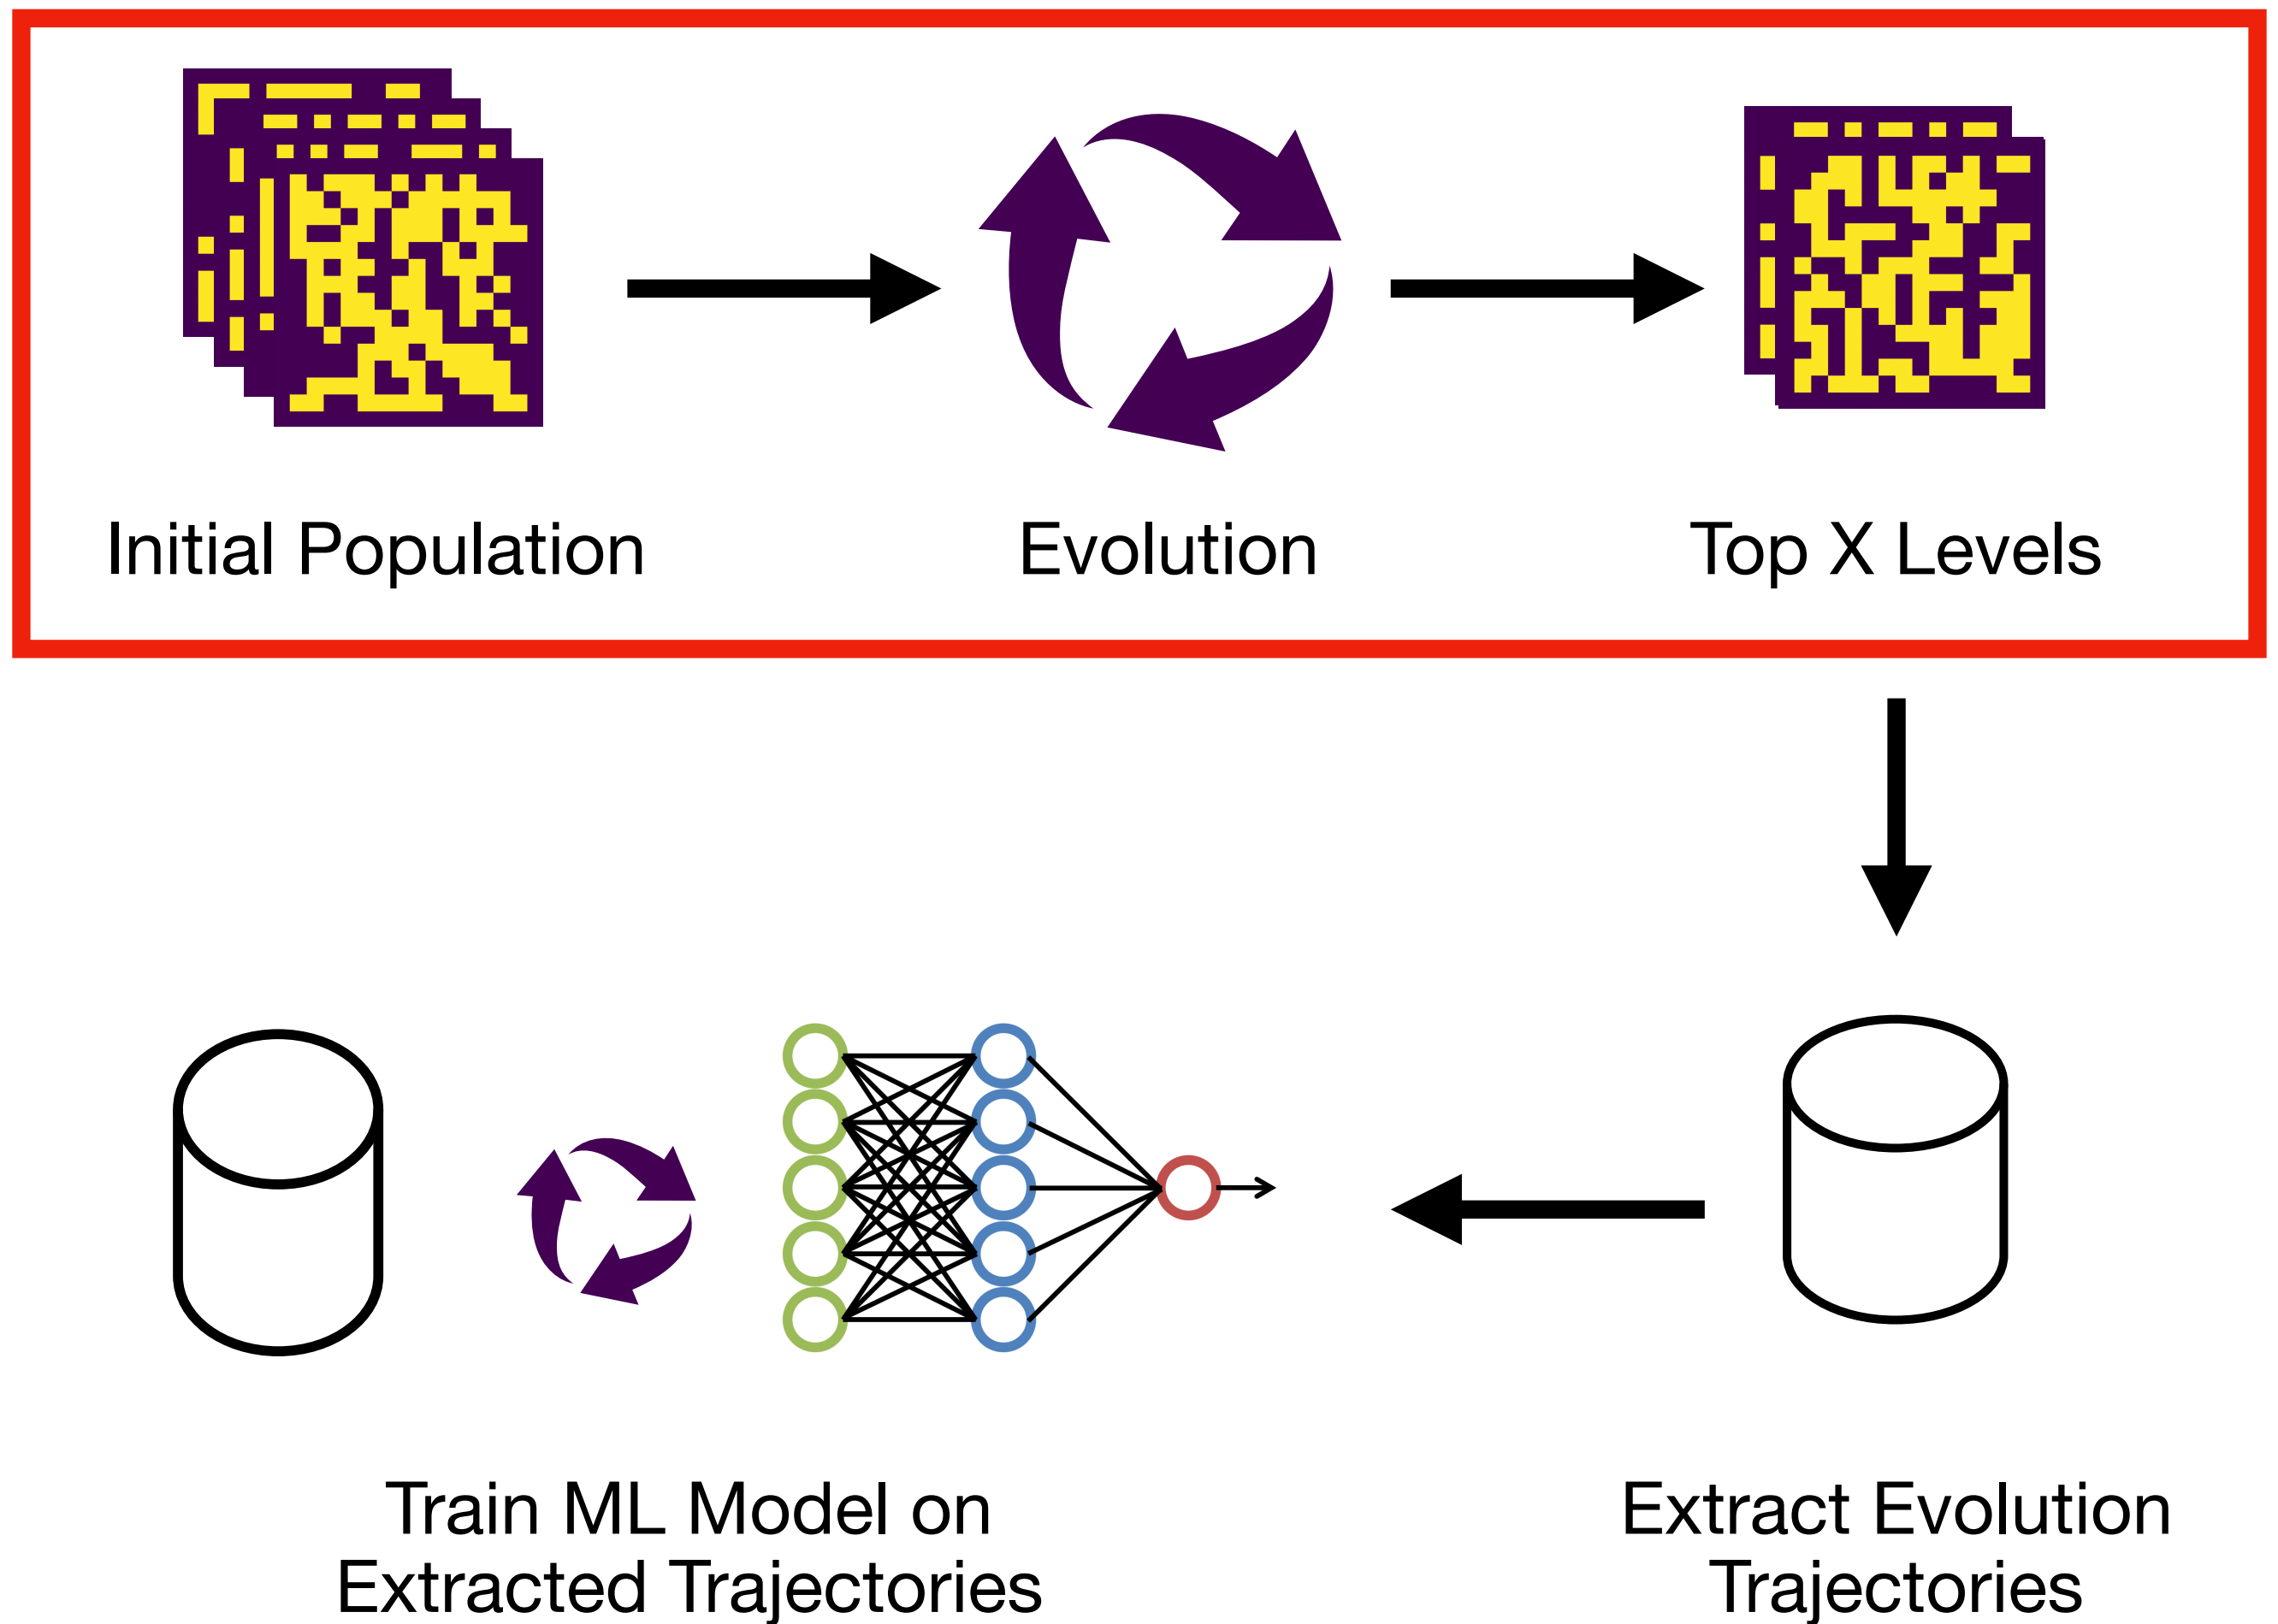 Initial Population
Evolution
Top X Levels
Train ML Model on
Extracted Trajectories
Extract Evolution
Trajectories